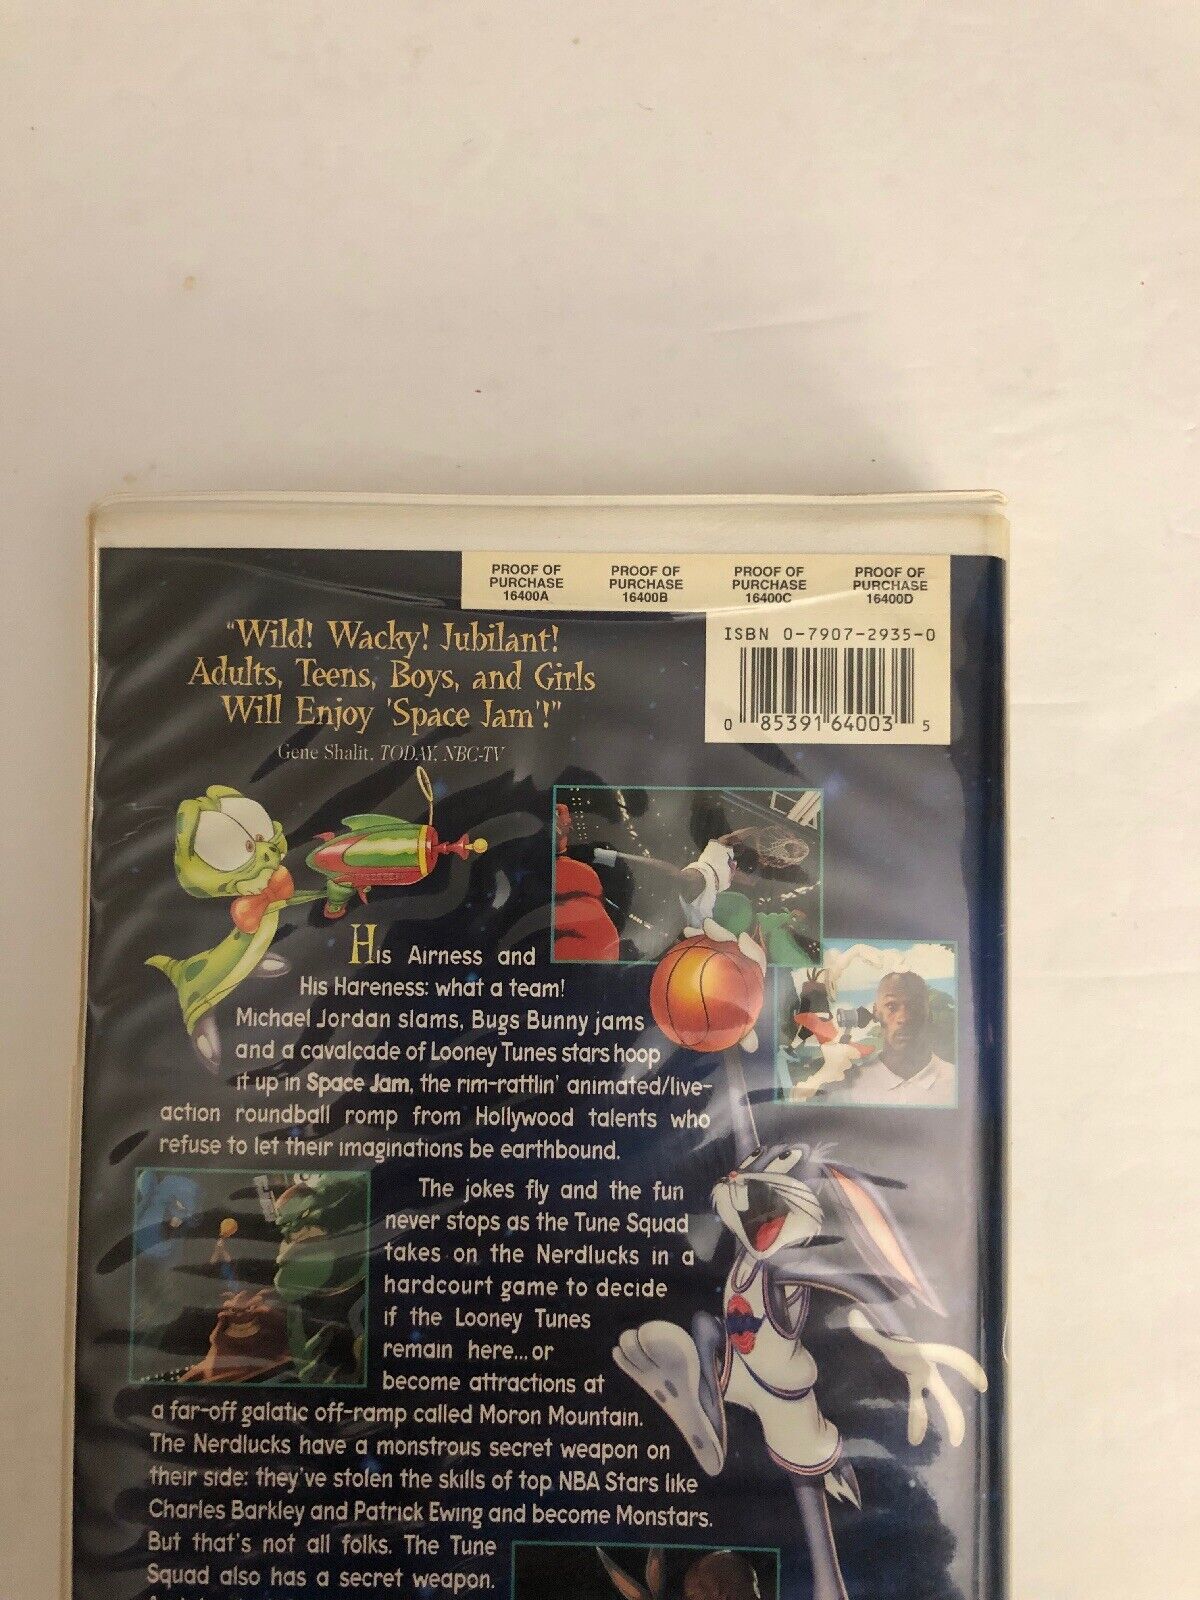 PROOF OF PURCHASE 16400A
PROOF OF PURCHASE 16400B
PROOF OF PURCHASE 16400C
PROOF OF PURCHASE 16400D
ISBN 0-7907-2935-0
0 85391 64003 5
"Wild! Wacky! Jubilant!
Adults, Teens, Boys, and Girls
Will Enjoy 'Space Jam'!"
Gene Shalit, TODAY, NBC-TV
His Airness and
His Hareness: what a team!
Michael Jordan slams, Bugs Bunny jams
and a cavalcade of Looney Tunes stars hoop
it up in Space Jam, the rim-rattlin' animated/live-
action roundball romp from Hollywood talents who
refuse to let their imaginations be earthbound.
The jokes fly and the fun
never stops as the Tune Squad
takes on the Nerdlucks in a
hardcourt game to decide
if the Looney Tunes
remain here...or
become attractions at
a far-off galatic off-ramp called Moron Mountain.
The Nerdlucks have a monstrous secret weapon on
their side: they've stolen the skills of top NBA Stars like
Charles Barkley and Patrick Ewing and become Monstars.
But that's not all folks. The Tune
Squad also has a secret weapon.